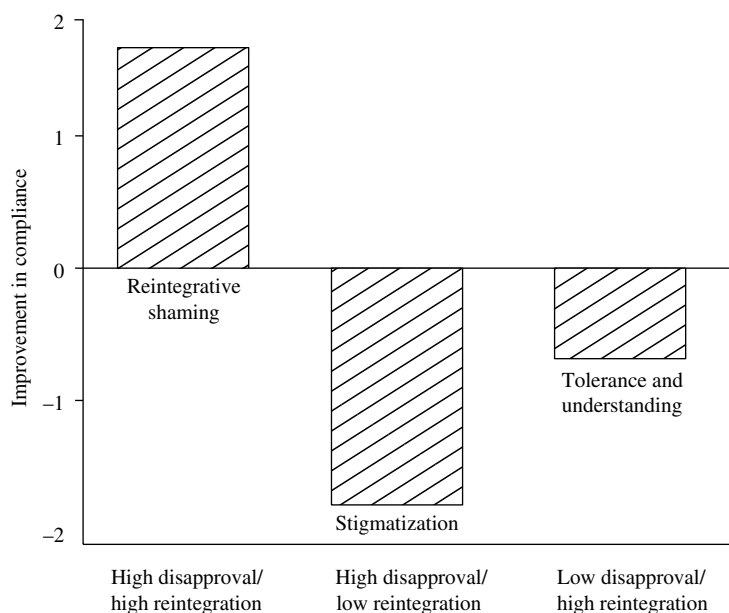 2
1
0
–1
–2
Improvement in compliance
Reintegrative
shaming
Stigmatization
Tolerance and
understanding
High disapproval/
high reintegration
High disapproval/
low reintegration
Low disapproval/
high reintegration